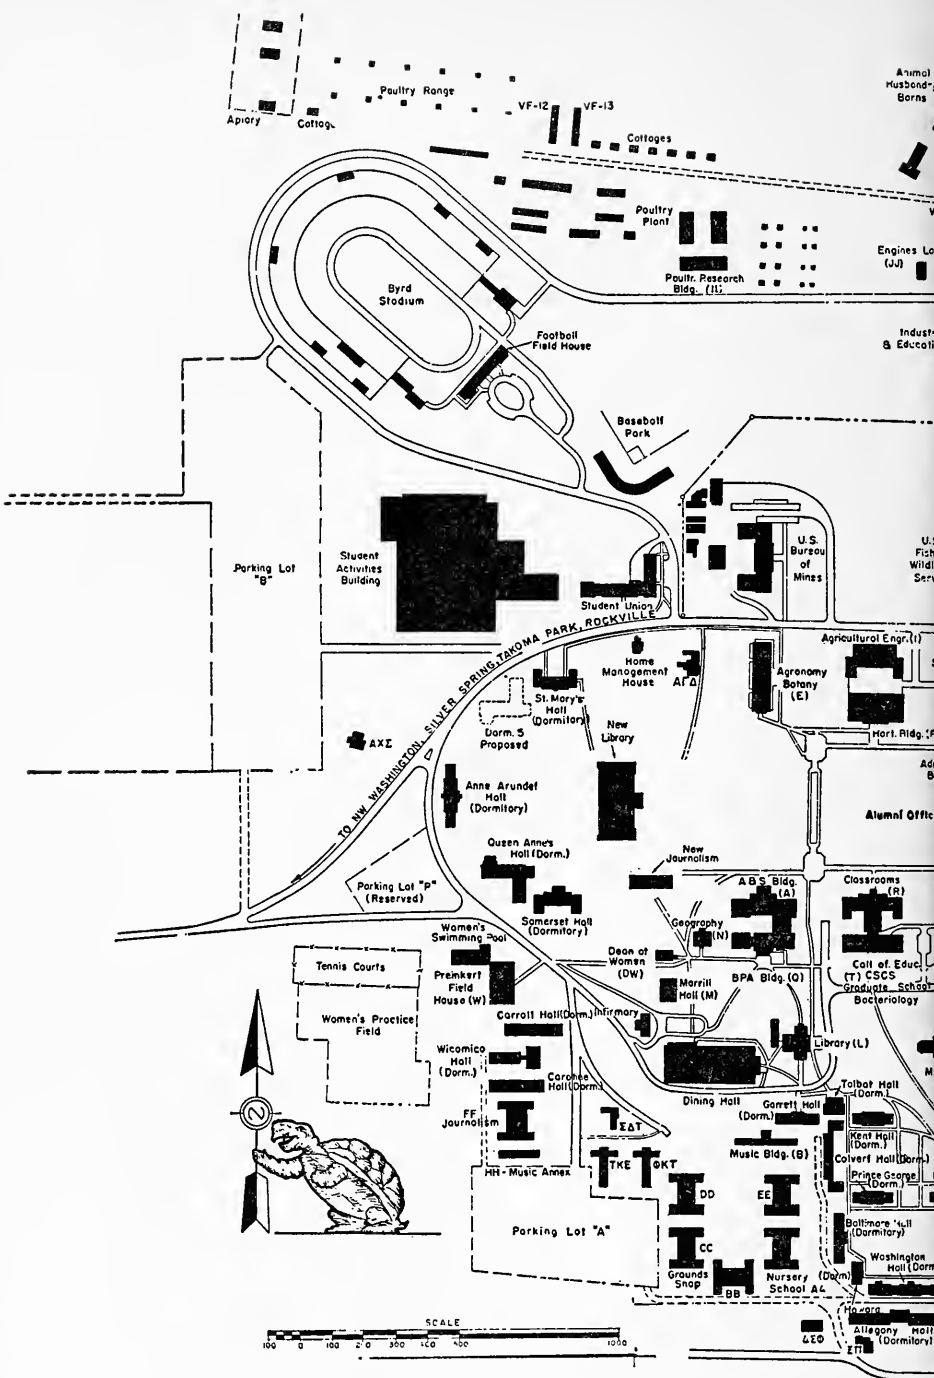 Poultry Range
Apiary
VF-12
VF-13
Cottages
Animal
Barns
Poultry
Plant
Poultr. Research
Bldg.
Engines
(JJ)
Byrd
Stadium
Football
Field House
& Educati
Baseball
Park
Parking Lot
"B"
Student
Activities
Building
Student Union
U.S.
Bureau
of
Mines
TO NW WASHINGTON, SILVER SPRING, TAKOMA PARK, ROCKVILLE
Home
Management
House
ΑΓΔ
Agronomy
Botany
(E)
Agricultural Engr. (I)
Hort. Bldg. (F
St. Mary's
Hall
(Dormitory)
Dorm. 5
Proposed
New
Library
ΑΧΣ
Anne Arundel
Hall
(Dormitory)
Alumni Offic
Queen Anne's
Hall (Dorm.)
New
Journalism
Parking Lot "P"
(Reserved)
Somerset Hall
(Dormitory)
A B S Bldg.
(A)
Classrooms
(R)
Geography
(N)
Women's
Swimming Pool
Dean of
Women
(DW)
BPA Bldg. (Q)
Coll of. Educ.
(T) CSCS
Graduate School
Bacteriology
Tennis Courts
Preinkert
Field
House (W)
Morrill
Hall (M)
Women's Practice
Field
Carroll Hall (Dorm.)
Infirmary
Library (L)
Wicomico
Hall
(Dorm.)
Caroline
Hall (Dorm.)
Dining Hall
Talbot Hall
(Dorm.)
Garrett Hall
(Dorm.)
FF
Journalism
ΣΔΤ
Kent Hall
(Dorm.)
Music Bldg. (B)
Calvert Hall (Dorm.)
HH - Music Annex
ΤΚΕ
ΦΚΤ
Prince George
(Dorm.)
DD
EE
Parking Lot "A"
Baltimore Hall
(Dormitory)
CC
Grounds
Shop
BB
Nursery
School AA
Washington
Hall (Dorm
(Dorm)
Howard
Allegany Hall
(Dormitory)
ΔΣΦ
ΣΠ
N
SCALE
100 0 100 200 300 400 500 1000